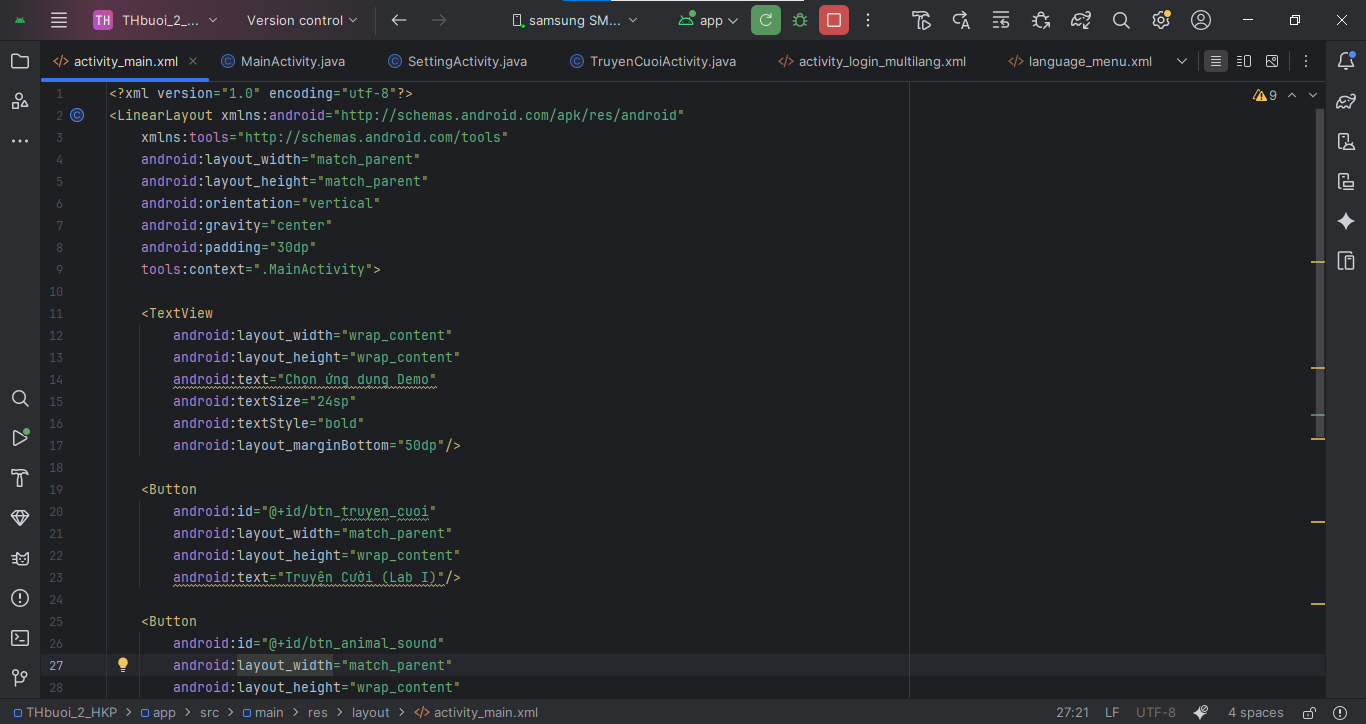 TH THbuoi_2_... Version control samsung SM... app
activity_main.xml MainActivity.java SettingActivity.java TruyenCuoiActivity.java activity_login_multilang.xml language_menu.xml
1 <?xml version="1.0" encoding="utf-8"?> 9
2 <LinearLayout xmlns:android="http://schemas.android.com/apk/res/android"
3 xmlns:tools="http://schemas.android.com/tools"
4 android:layout_width="match_parent"
5 android:layout_height="match_parent"
6 android:orientation="vertical"
7 android:gravity="center"
8 android:padding="30dp"
9 tools:context=".MainActivity">
10
11 <TextView
12 android:layout_width="wrap_content"
13 android:layout_height="wrap_content"
14 android:text="Chọn ứng dụng Demo"
15 android:textSize="24sp"
16 android:textStyle="bold"
17 android:layout_marginBottom="50dp"/>
18
19 <Button
20 android:id="@+id/btn_truyen_cuoi"
21 android:layout_width="match_parent"
22 android:layout_height="wrap_content"
23 android:text="Truyện Cười (Lab I)"/>
24
25 <Button
26 android:id="@+id/btn_animal_sound"
27 android:layout_width="match_parent"
28 android:layout_height="wrap_content"
THbuoi_2_HKP > app > src > main > res > layout > activity_main.xml 27:21 LF UTF-8 4 spaces